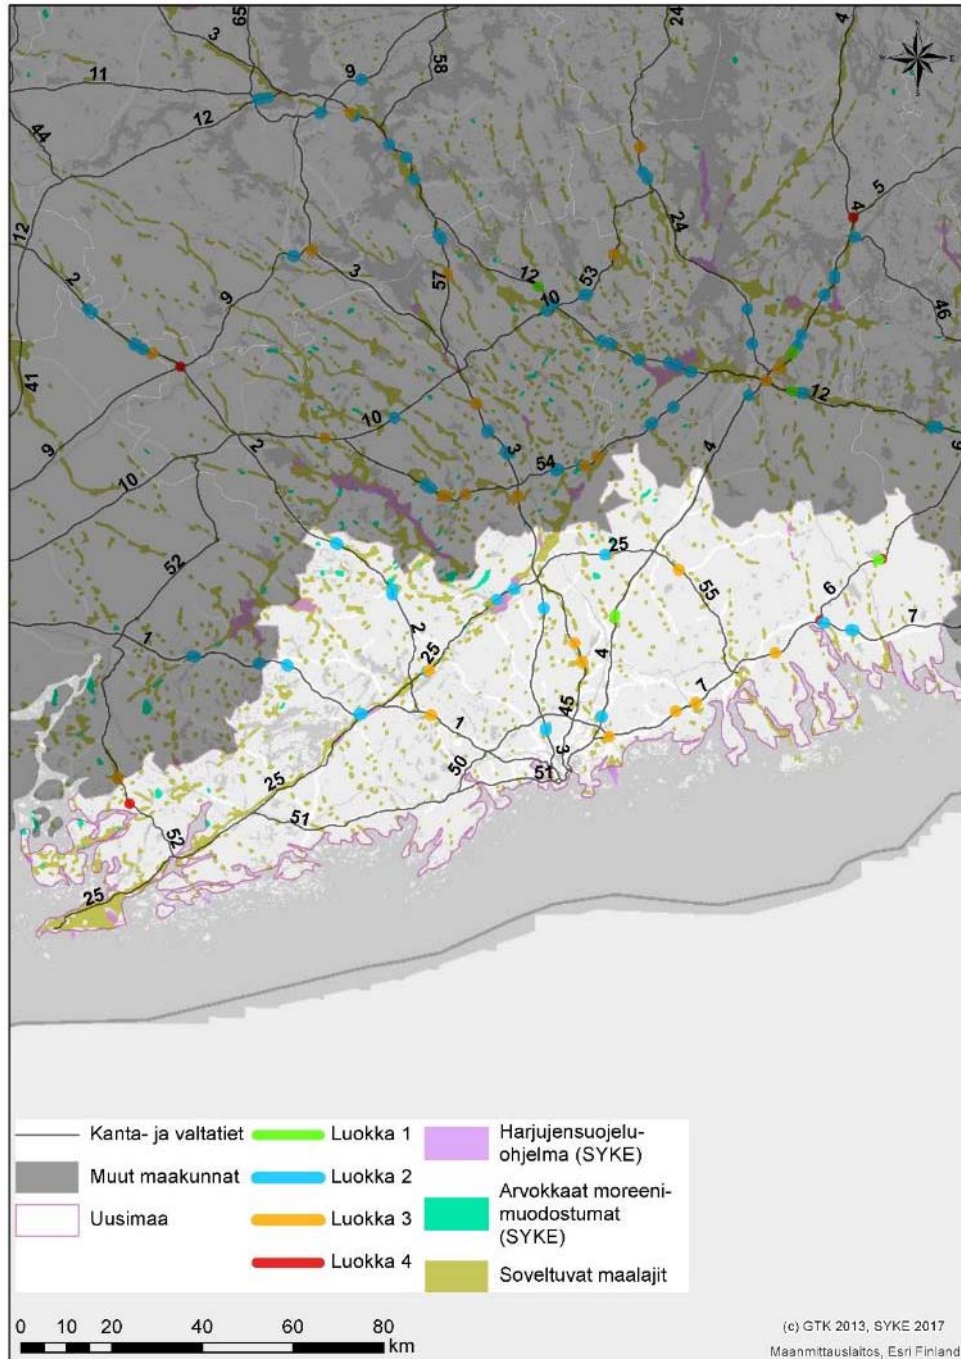 65
3
24
4
N
W E
S
58
9
11
12
44
5
4
24
12
12
53
10
46
2
3
57
9
41
12
10
2
3
9
4
54
6
10
52
25
55
6
1
2
7
25
4
7
45
1
3
50
51
25
51
52
25
Kanta- ja valtatiet
Muut maakunnat
Uusimaa
Luokka 1
Luokka 2
Luokka 3
Luokka 4
Harjujensuojelu-
ohjelma (SYKE)
Arvokkaat moreeni-
muodostumat
(SYKE)
Soveltuvat maalajit
0 10 20 40 60 80
km
(c) GTK 2013, SYKE 2017
Maanmittauslaitos, Esri Finland